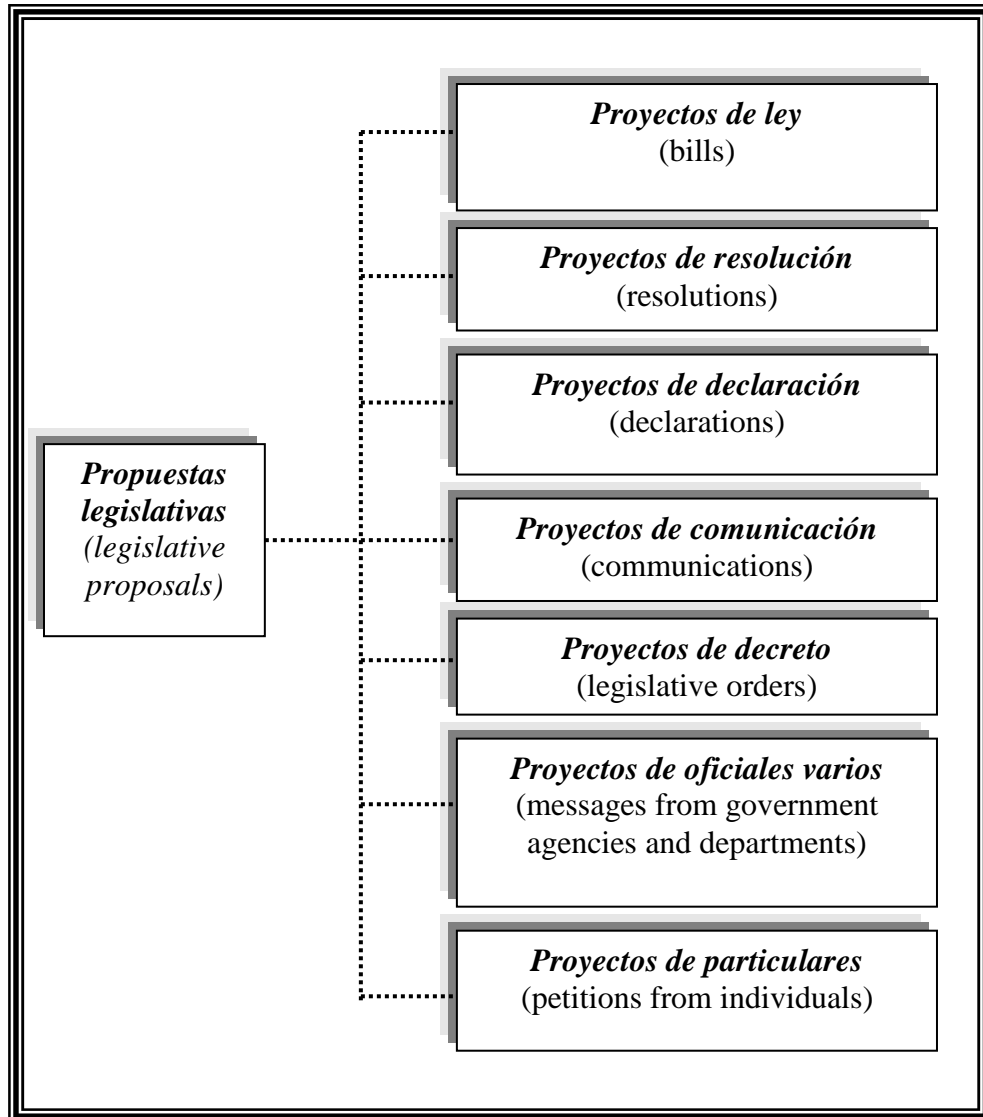 Proyectos de ley
(bills)
Proyectos de resolución
(resolutions)
Proyectos de declaración
(declarations)
Propuestas
legislativas
(legislative
proposals)
Proyectos de comunicación
(communications)
Proyectos de decreto
(legislative orders)
Proyectos de oficiales varios
(messages from government
agencies and departments)
Proyectos de particulares
(petitions from individuals)